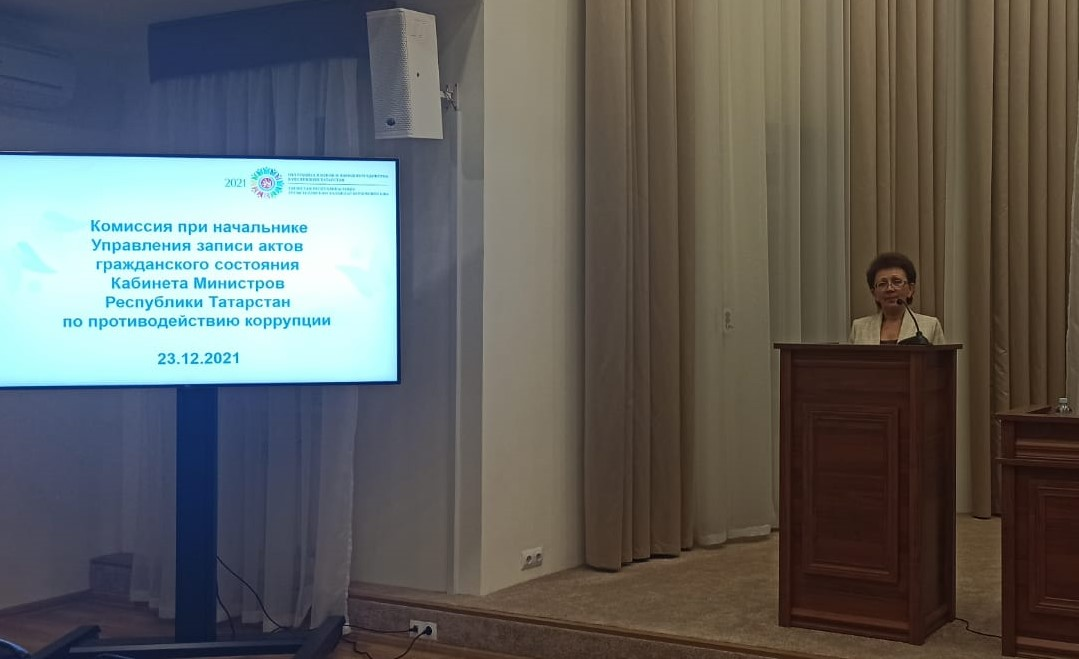 2021
Комиссия при начальнике
Управления записи актов
гражданского состояния
Кабинета Министров
Республики Татарстан
по противодействию коррупции
23.12.2021